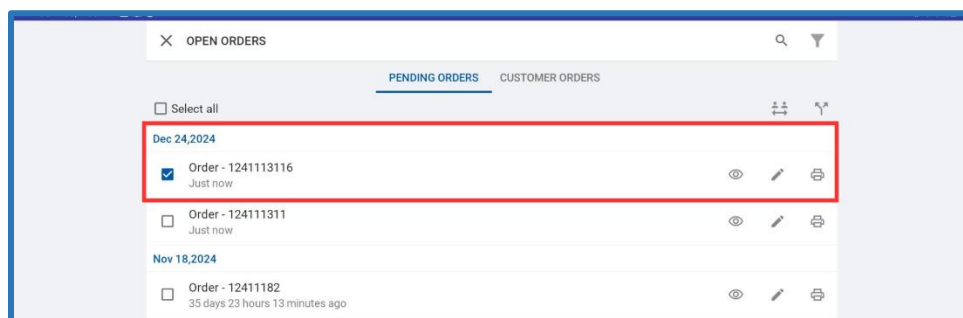 OPEN ORDERS
PENDING ORDERS CUSTOMER ORDERS
Select all
Dec 24,2024
Order - 1241113116
Just now
Order - 124111311
Just now
Nov 18,2024
Order - 12411182
35 days 23 hours 13 minutes ago